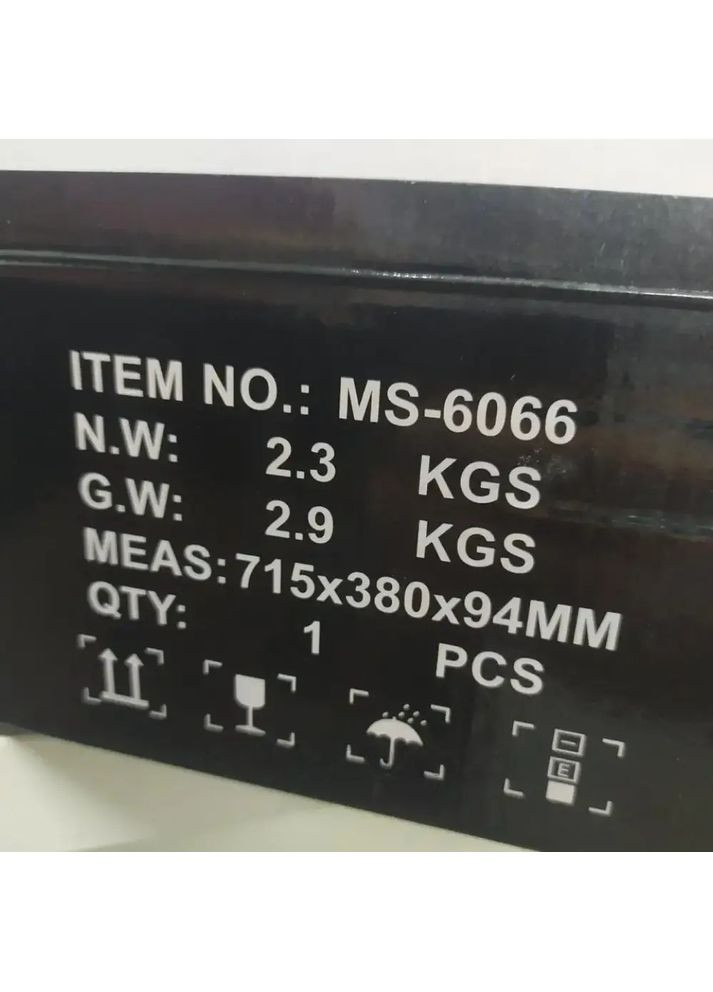 ITEM NO.: MS-6066
N.W: 2.3 KGS
G.W: 2.9 KGS
MEAS: 715x380x94MM
QTY: 1 PCS
E